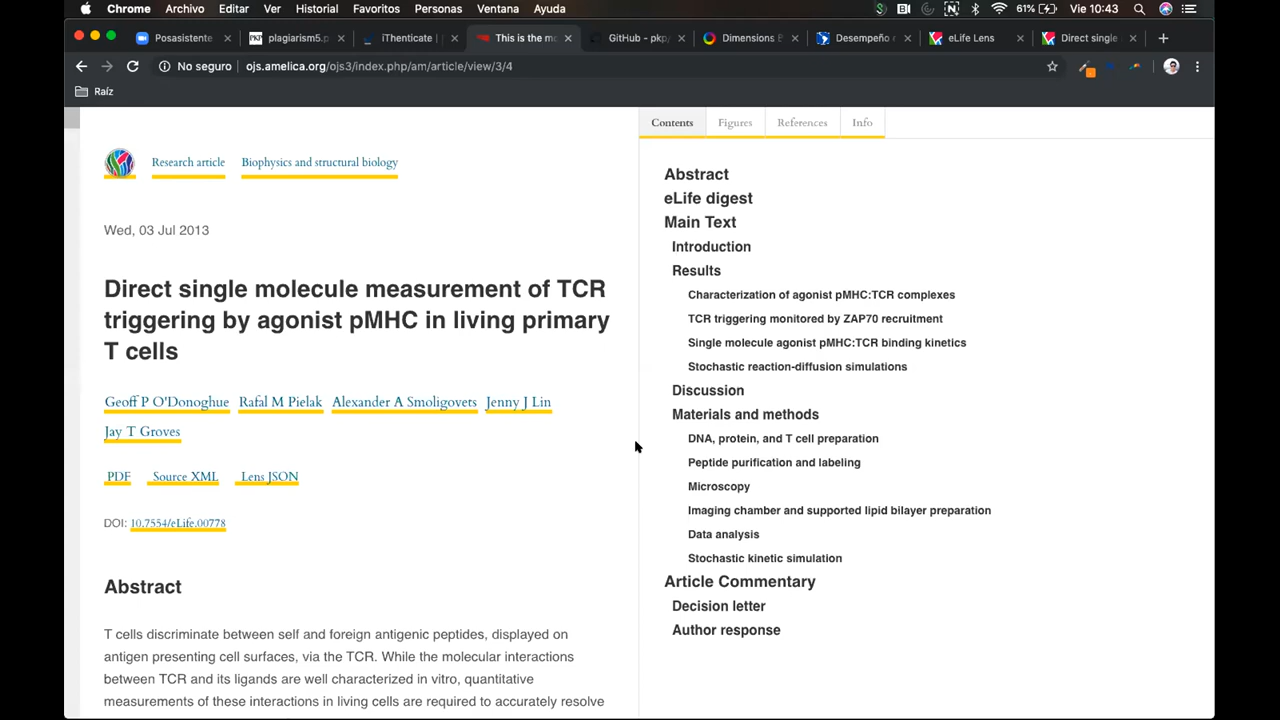 Chrome Archivo Editar Ver Historial Favoritos Personas Ventana Ayuda 61% Vie 10:43
Posasistente plagiarism5.p iThenticate | This is the mo GitHub - pkp/ Dimensions Desempeño eLife Lens Direct single
No seguro ojs.amelica.org/ojs3/index.php/am/article/view/3/4
Raíz
Contents Figures References Info
Research article Biophysics and structural biology
Wed, 03 Jul 2013
Direct single molecule measurement of TCR
triggering by agonist pMHC in living primary
T cells
Geoff P O'Donoghue Rafal M Pielak Alexander A Smoligovets Jenny J Lin
Jay T Groves
PDF Source XML Lens JSON
DOI: 10.7554/eLife.00778
Abstract
T cells discriminate between self and foreign antigenic peptides, displayed on
antigen presenting cell surfaces, via the TCR. While the molecular interactions
between TCR and its ligands are well characterized in vitro, quantitative
measurements of these interactions in living cells are required to accurately resolve
Abstract
eLife digest
Main Text
Introduction
Results
Characterization of agonist pMHC:TCR complexes
TCR triggering monitored by ZAP70 recruitment
Single molecule agonist pMHC:TCR binding kinetics
Stochastic reaction-diffusion simulations
Discussion
Materials and methods
DNA, protein, and T cell preparation
Peptide purification and labeling
Microscopy
Imaging chamber and supported lipid bilayer preparation
Data analysis
Stochastic kinetic simulation
Article Commentary
Decision letter
Author response